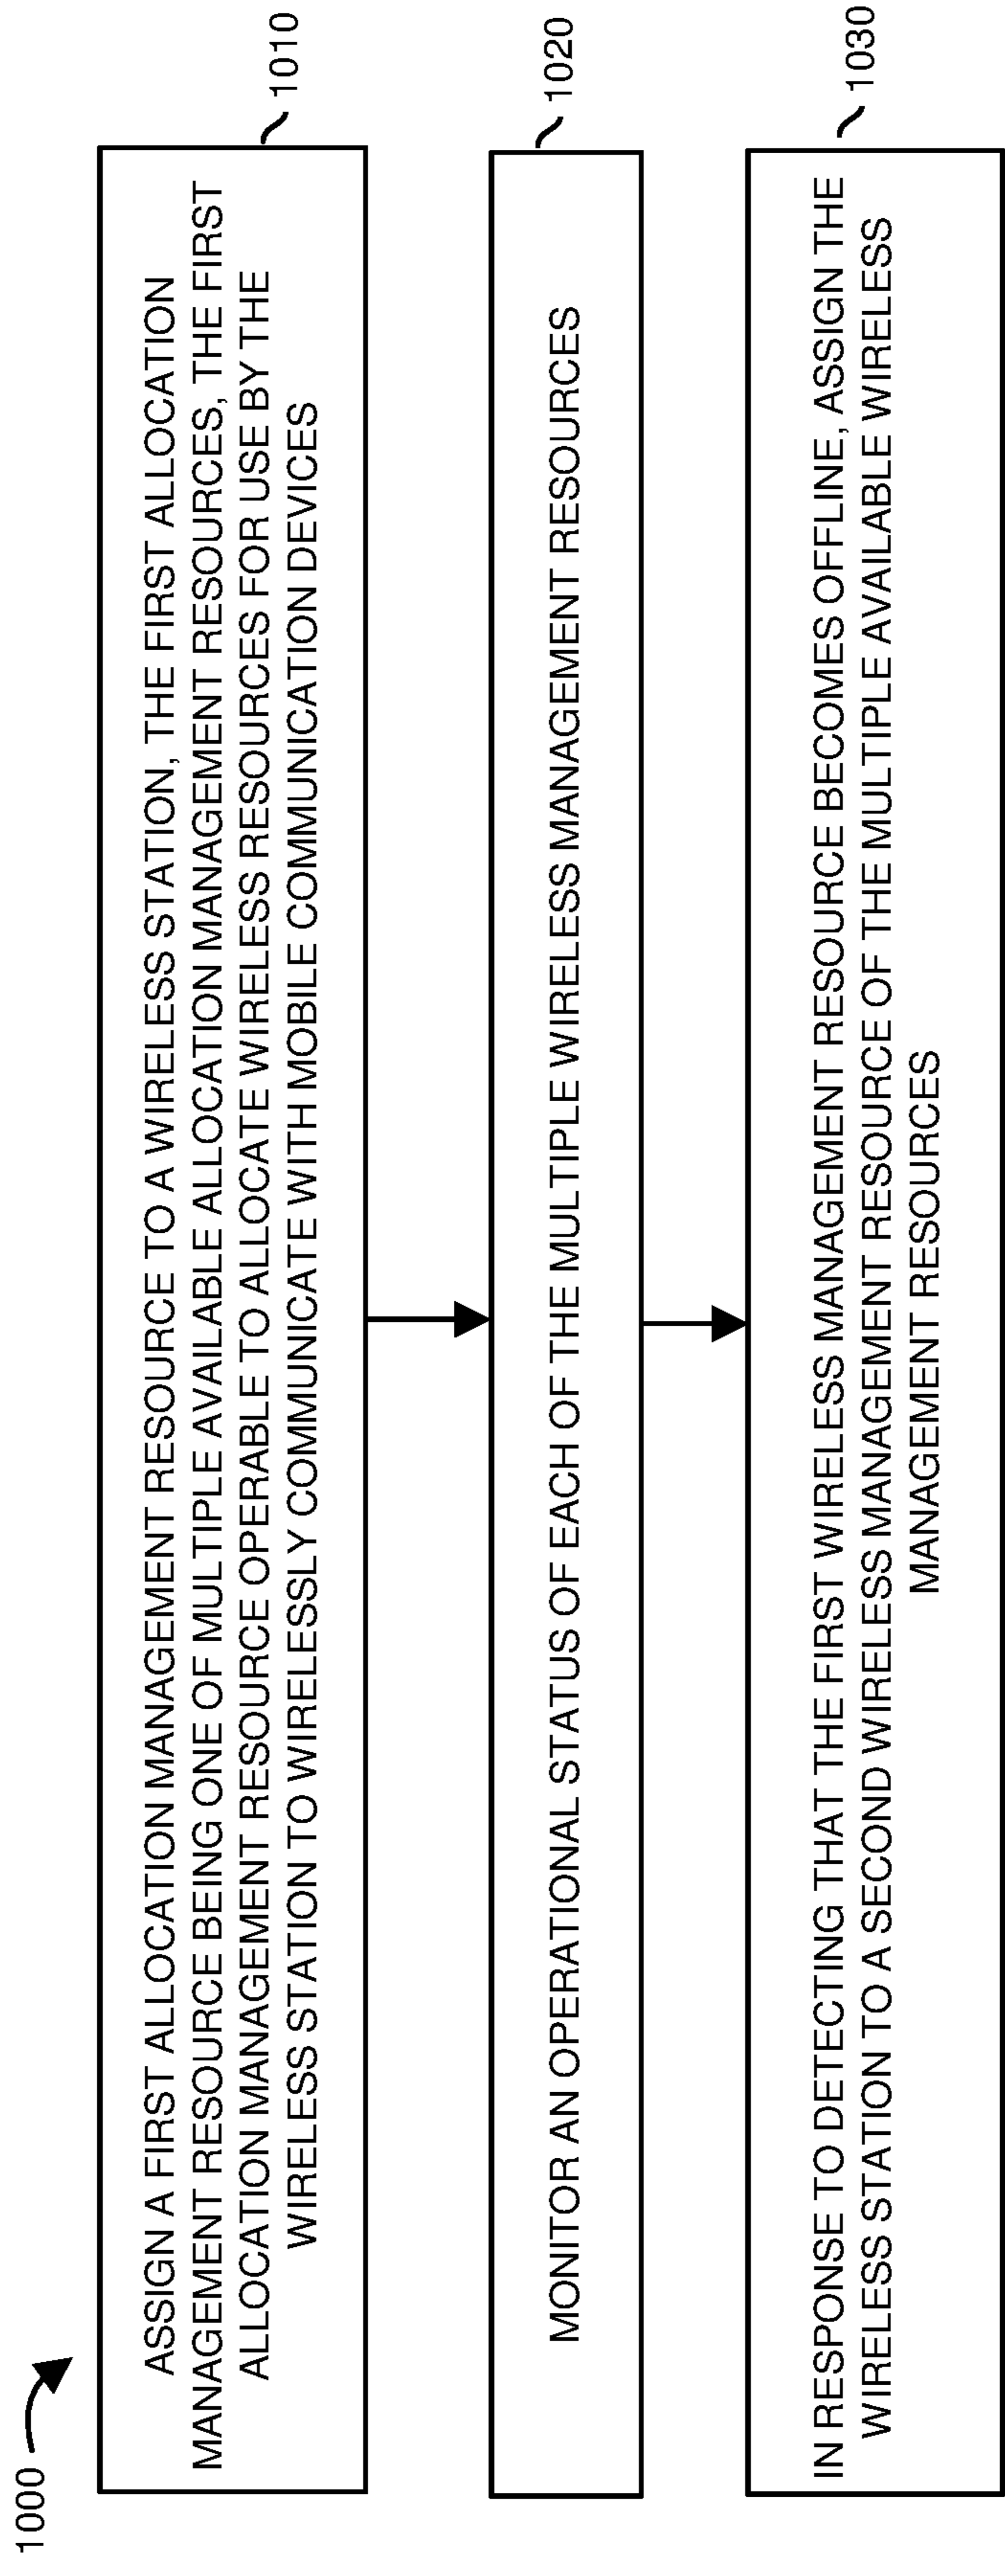 1000
ASSIGN A FIRST ALLOCATION MANAGEMENT RESOURCE TO A WIRELESS STATION, THE FIRST ALLOCATION
MANAGEMENT RESOURCE BEING ONE OF MULTIPLE AVAILABLE ALLOCATION MANAGEMENT RESOURCES, THE FIRST
ALLOCATION MANAGEMENT RESOURCE OPERABLE TO ALLOCATE WIRELESS RESOURCES FOR USE BY THE
WIRELESS STATION TO WIRELESSLY COMMUNICATE WITH MOBILE COMMUNICATION DEVICES
1010
MONITOR AN OPERATIONAL STATUS OF EACH OF THE MULTIPLE WIRELESS MANAGEMENT RESOURCES
1020
IN RESPONSE TO DETECTING THAT THE FIRST WIRELESS MANAGEMENT RESOURCE BECOMES OFFLINE, ASSIGN THE
WIRELESS STATION TO A SECOND WIRELESS MANAGEMENT RESOURCE OF THE MULTIPLE AVAILABLE WIRELESS
MANAGEMENT RESOURCES
1030